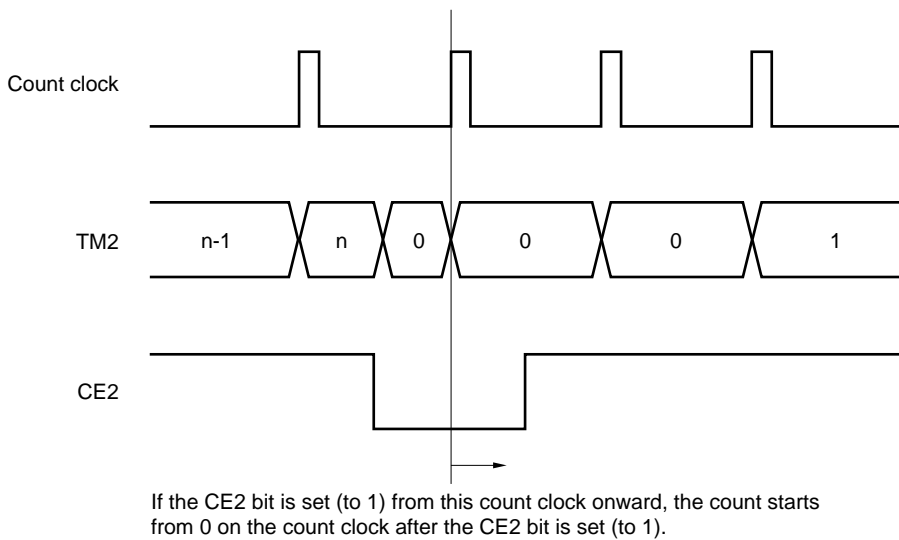 Count clock
TM2
n-1
n
0
0
0
1
CE2
If the CE2 bit is set (to 1) from this count clock onward, the count starts
from 0 on the count clock after the CE2 bit is set (to 1).